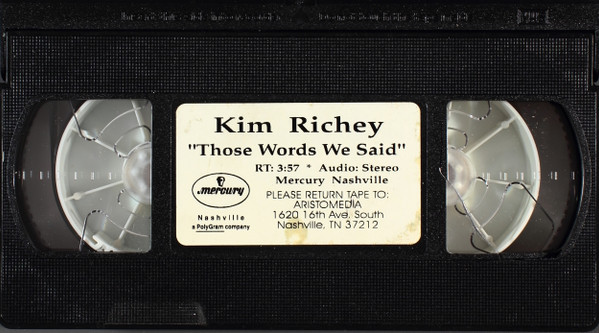 Kim Richey
"Those Words We Said"
RT: 3:57 * Audio: Stereo
Mercury Nashville
PLEASE RETURN TAPE TO:
ARISTOMEDIA
1620 16th Ave. South
Nashville, TN 37212
mercury
Nashville
a PolyGram company